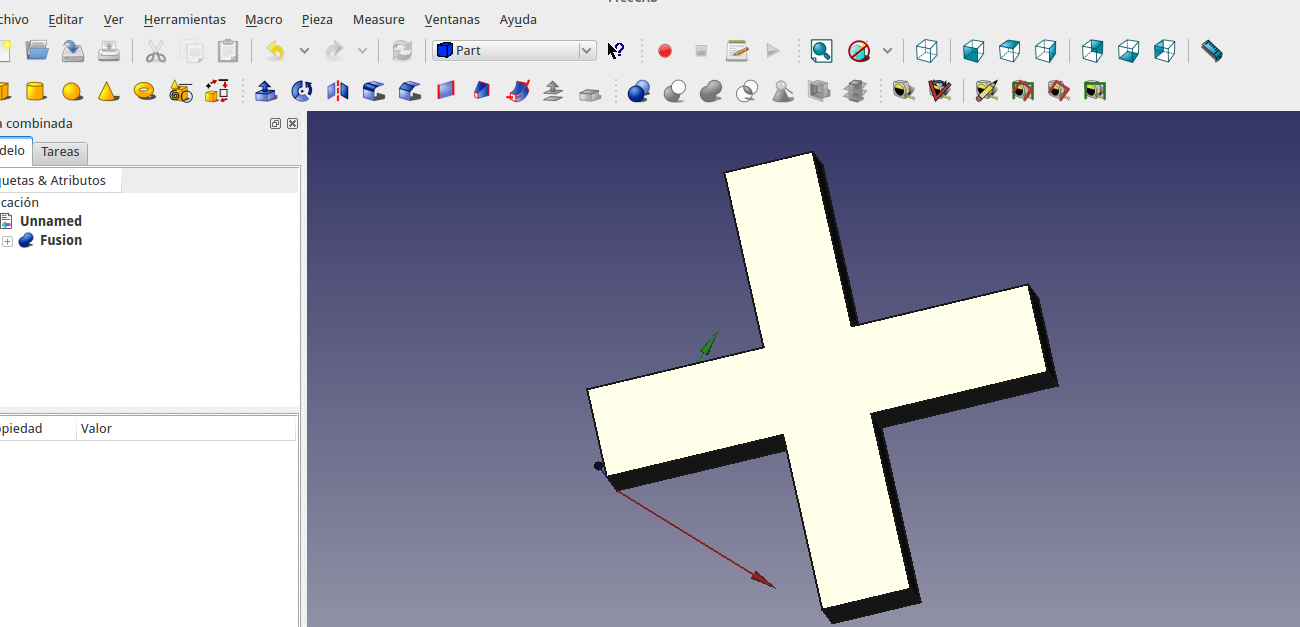 chivo Editar Ver Herramientas Macro Pieza Measure Ventanas Ayuda
Part
a combinada
delo Tareas
quetas & Atributos
cación
Unnamed
Fusion
opiedad Valor